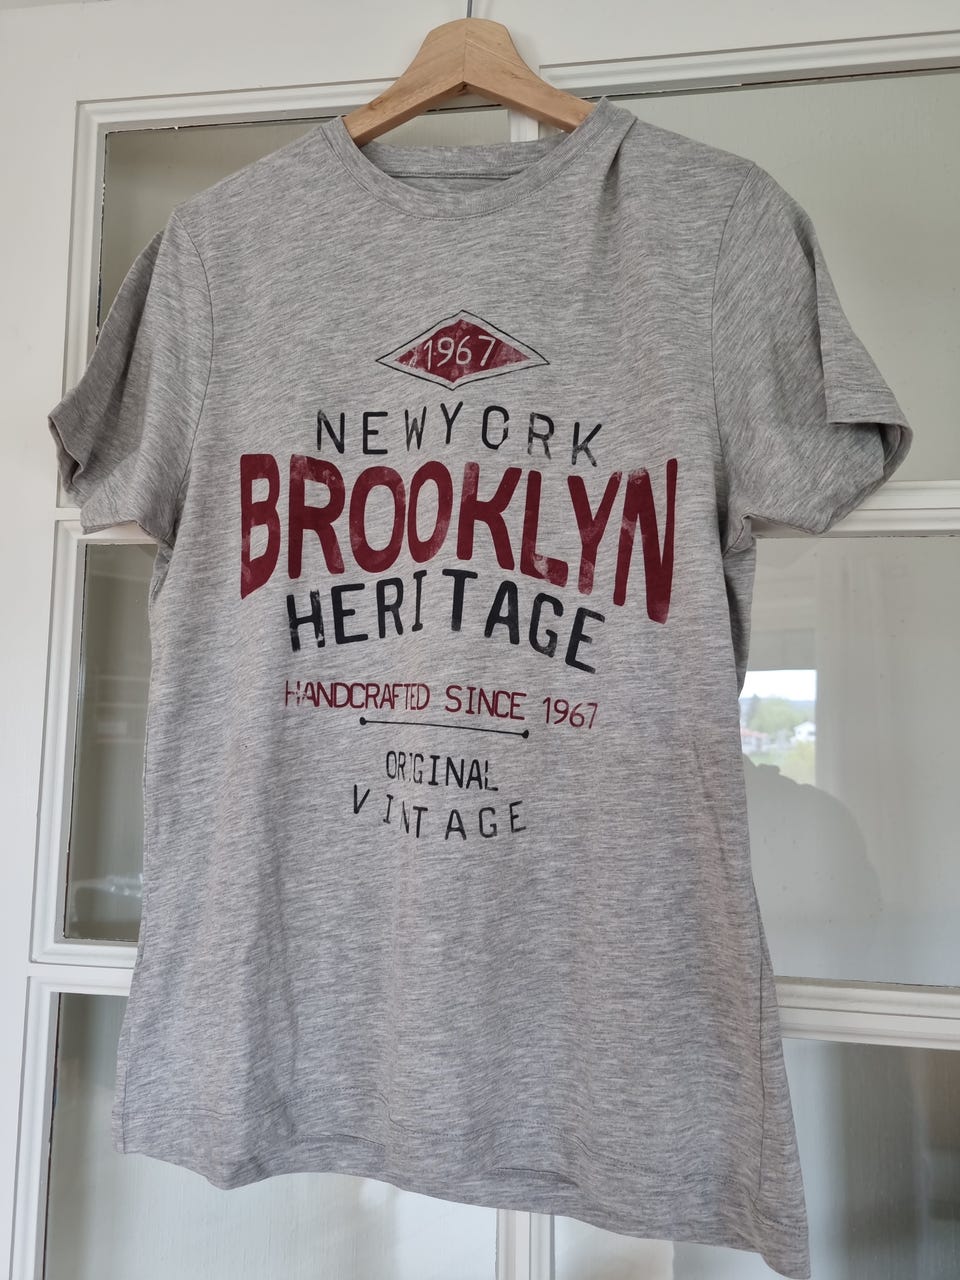 1967
NEWYORK
BROOKLYN
HERITAGE
HANDCRAFTED SINCE 1967
ORIGINAL
VINTAGE